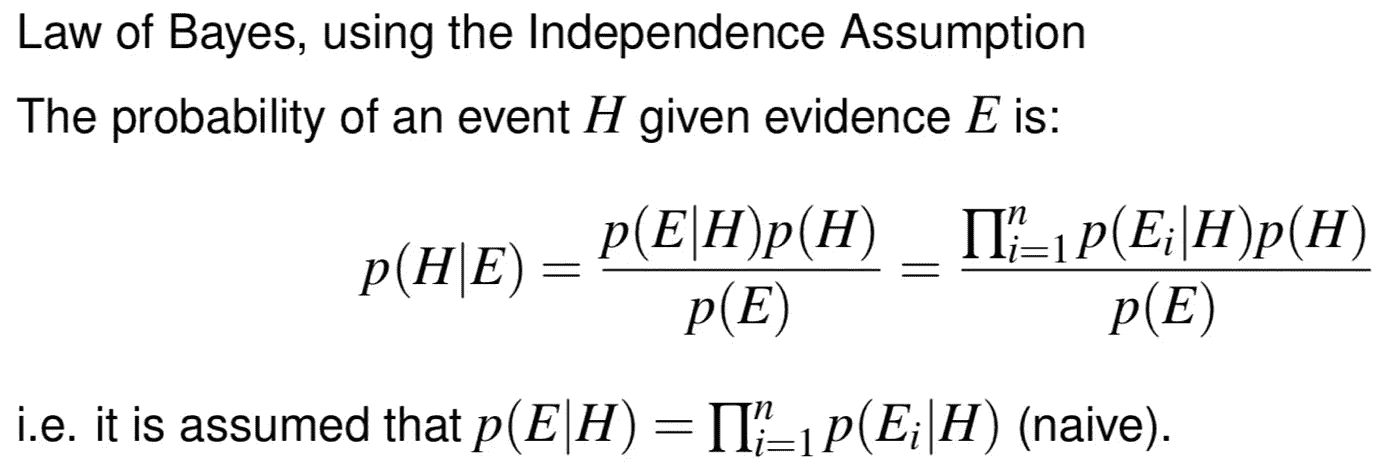 Law of Bayes, using the Independence Assumption
The probability of an event H given evidence E is:
p(H|E) = p(E|H)p(H) / p(E) = ∏ⁿᵢ₌₁ p(Eᵢ|H)p(H) / p(E)
i.e. it is assumed that p(E|H) = ∏ⁿᵢ₌₁ p(Eᵢ|H) (naive).